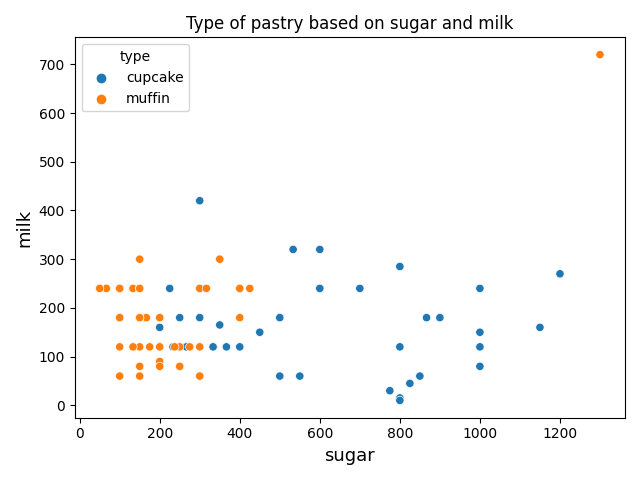 Type of pastry based on sugar and milk
type
cupcake
muffin
700
600
500
400
300
200
100
0
milk
0 200 400 600 800 1000 1200
sugar